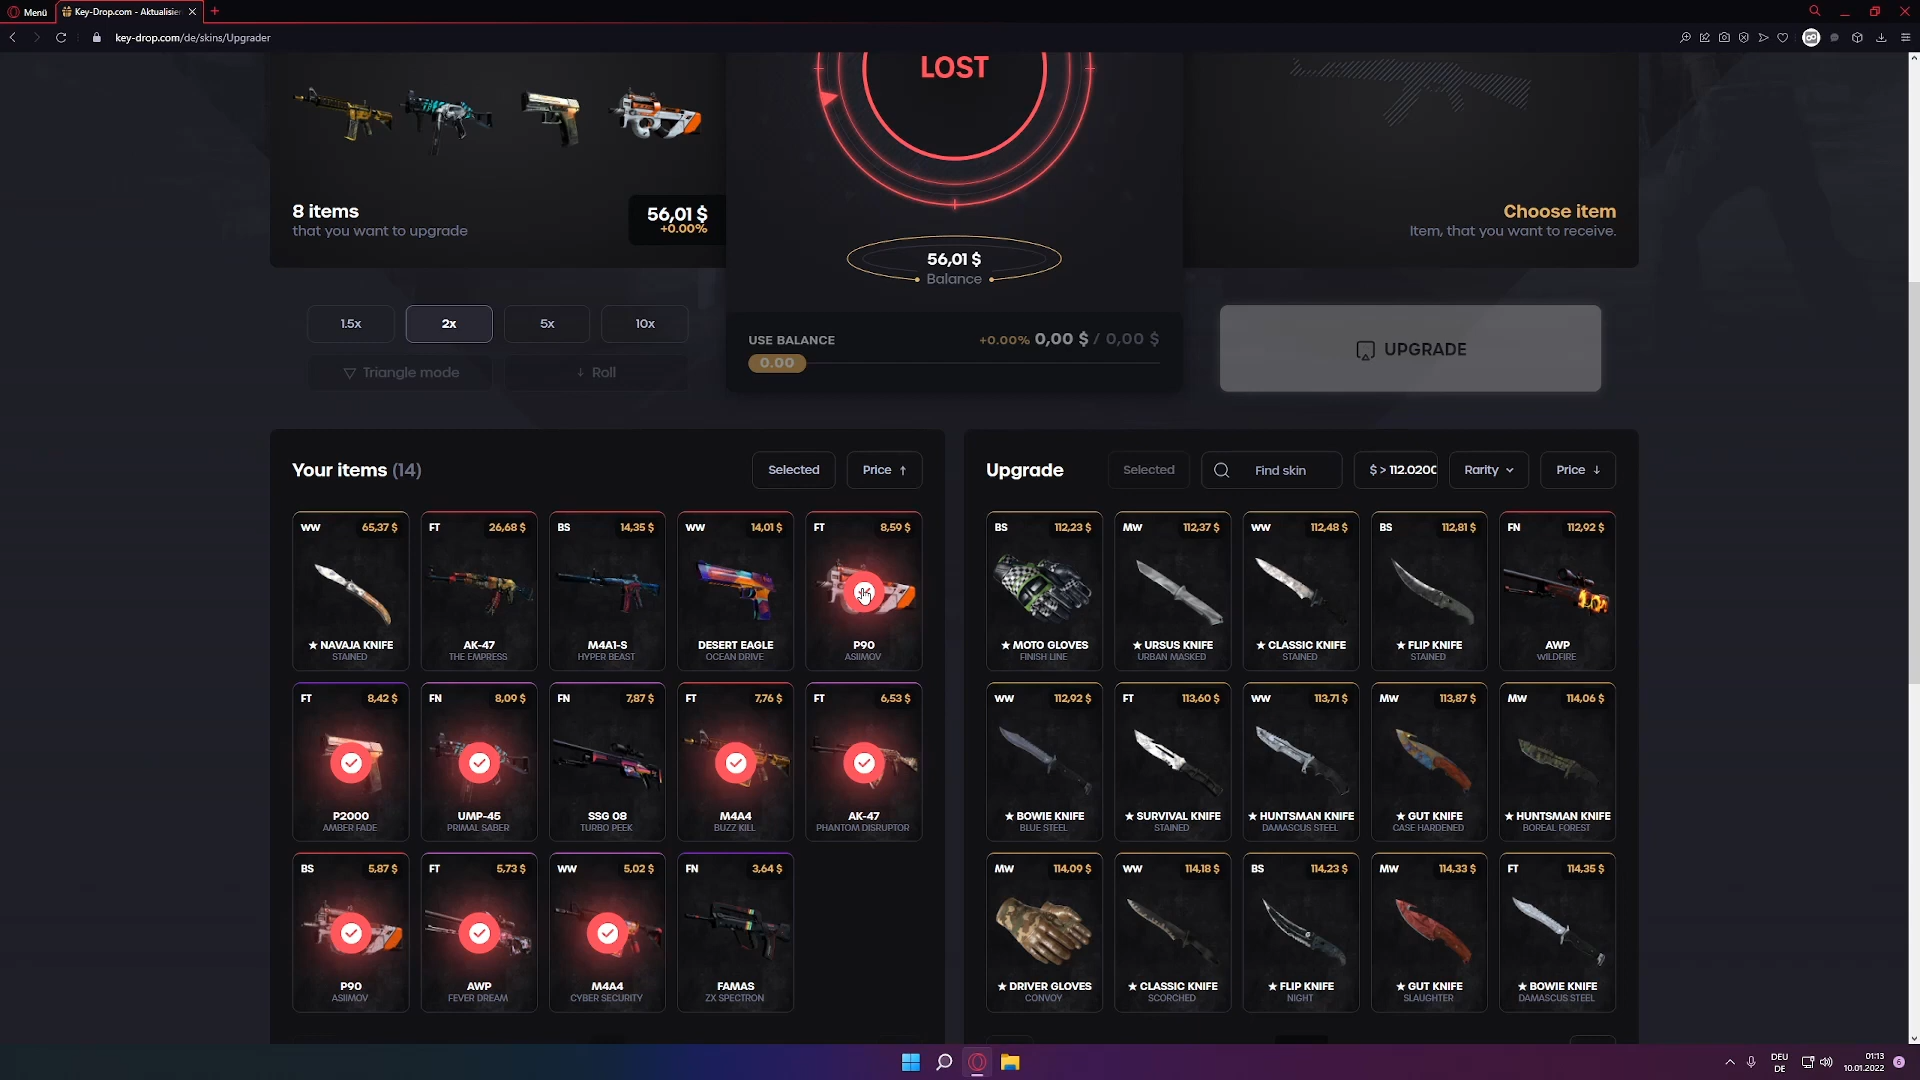 Menü
Key-Drop.com - Aktualisier
key-drop.com/de/skins/Upgrader
LOST
8 items
that you want to upgrade
56,01 $
+0.00%
56,01 $
Balance
Choose item
Item, that you want to receive.
1.5x
2x
5x
10x
Triangle mode
Roll
USE BALANCE
+0.00% 0,00 $ / 0,00 $
0.00
UPGRADE
Your items (14)
Selected
Price ↑
Upgrade
Selected
Find skin
$ > 112.0200
Rarity
Price ↓
WW 65,37 $
★ NAVAJA KNIFE
STAINED
FT 26,68 $
AK-47
THE EMPRESS
BS 14,35 $
M4A1-S
HYPER BEAST
WW 14,01 $
DESERT EAGLE
OCEAN DRIVE
FT 8,59 $
P90
ASIIMOV
FT 8,42 $
P2000
AMBER FADE
FN 8,09 $
UMP-45
PRIMAL SABER
FN 7,87 $
SSG 08
TURBO PEEK
FT 7,76 $
M4A4
BUZZ KILL
FT 6,53 $
AK-47
PHANTOM DISRUPTOR
BS 5,87 $
P90
ASIIMOV
FT 5,73 $
AWP
FEVER DREAM
WW 5,02 $
M4A4
CYBER SECURITY
FN 3,64 $
FAMAS
ZX SPECTRON
BS 112,23 $
★ MOTO GLOVES
FINISH LINE
MW 112,37 $
★ URSUS KNIFE
URBAN MASKED
WW 112,48 $
★ CLASSIC KNIFE
STAINED
BS 112,81 $
★ FLIP KNIFE
STAINED
FN 112,92 $
AWP
WILDFIRE
WW 112,92 $
★ BOWIE KNIFE
BLUE STEEL
FT 113,60 $
★ SURVIVAL KNIFE
STAINED
WW 113,71 $
★ HUNTSMAN KNIFE
DAMASCUS STEEL
MW 113,87 $
★ GUT KNIFE
CASE HARDENED
MW 114,06 $
★ HUNTSMAN KNIFE
BOREAL FOREST
MW 114,09 $
★ DRIVER GLOVES
CONVOY
WW 114,18 $
★ CLASSIC KNIFE
SCORCHED
BS 114,23 $
★ FLIP KNIFE
NIGHT
MW 114,33 $
★ GUT KNIFE
SLAUGHTER
FT 114,35 $
★ BOWIE KNIFE
DAMASCUS STEEL
DEU
DE
01:13
10.01.2022
6